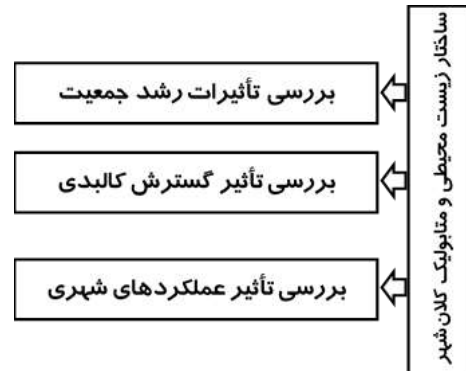 ساختار زیست محیطی و متابولیک کلان شهر
بررسی تأثیرات رشد جمعیت
بررسی تأثیر گسترش کالبدی
بررسی تأثیر عملکردهای شهری